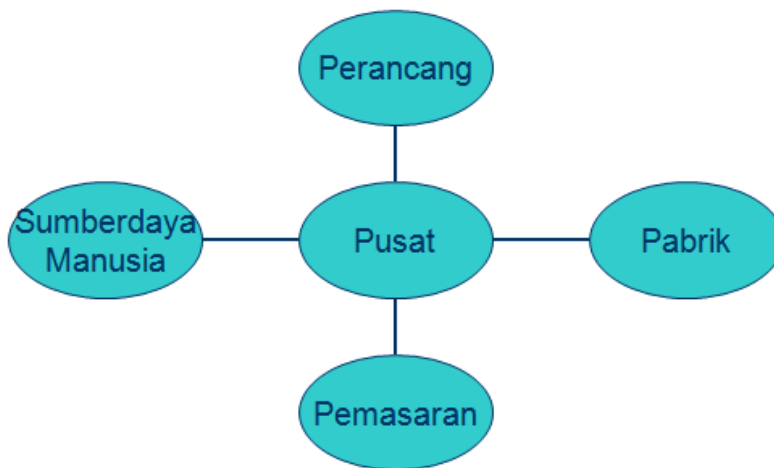 Perancang
Sumberdaya
Manusia
Pusat
Pabrik
Pemasaran